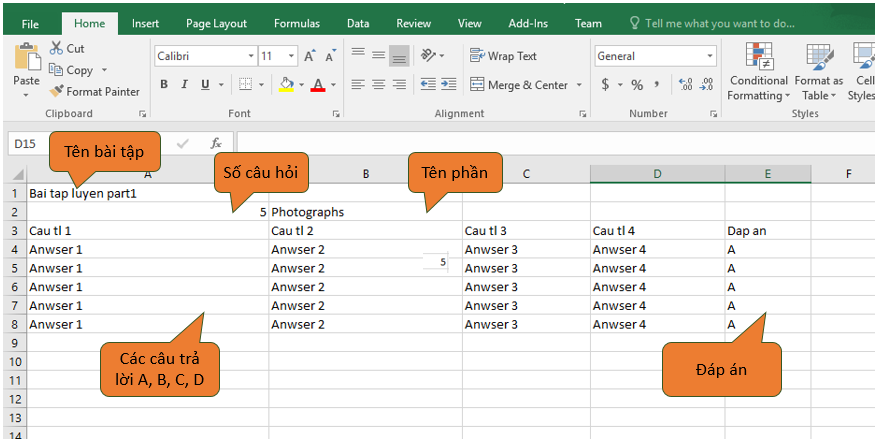 File Home Insert Page Layout Formulas Data Review View Add-Ins Team Tell me what you want to do...
Paste
Cut
Copy
Format Painter
Calibri 11 A A
B I U A
Wrap Text
Merge & Center
General
$ % ,
Conditional Formatting
Format as Table
Cell Styles
Clipboard Font Alignment Number Styles
D15 fx
Tên bài tập
Số câu hỏi
Tên phần
A B C D E F
1 Bai tap luyen part1
2 5 Photographs
3 Cau tl 1 Cau tl 2 Cau tl 3 Cau tl 4 Dap an
4 Anwser 1 Anwser 2 Anwser 3 Anwser 4 A
5
5 Anwser 1 Anwser 2 Anwser 3 Anwser 4 A
6 Anwser 1 Anwser 2 Anwser 3 Anwser 4 A
7 Anwser 1 Anwser 2 Anwser 3 Anwser 4 A
8 Anwser 1 Anwser 2 Anwser 3 Anwser 4 A
9
10
11
12
13
14
Các câu trả
lời A, B, C, D
Đáp án